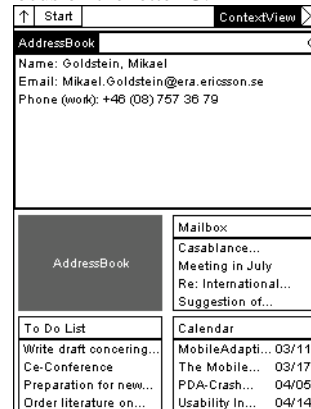 ↑ Start ContextView
AddressBook
Name: Goldstein, Mikael
Email: Mikael.Goldstein@era.ericsson.se
Phone (work): +46 (08) 757 36 79
AddressBook
Mailbox
Casablance...
Meeting in July
Re: International...
Suggestion of...
To Do List
Write draft concering...
Ce-Conference
Preparation for new...
Order literature on...
Calendar
MobileAdapti... 03/11
The Mobile... 03/17
PDA-Crash... 04/05
Usability In... 04/14